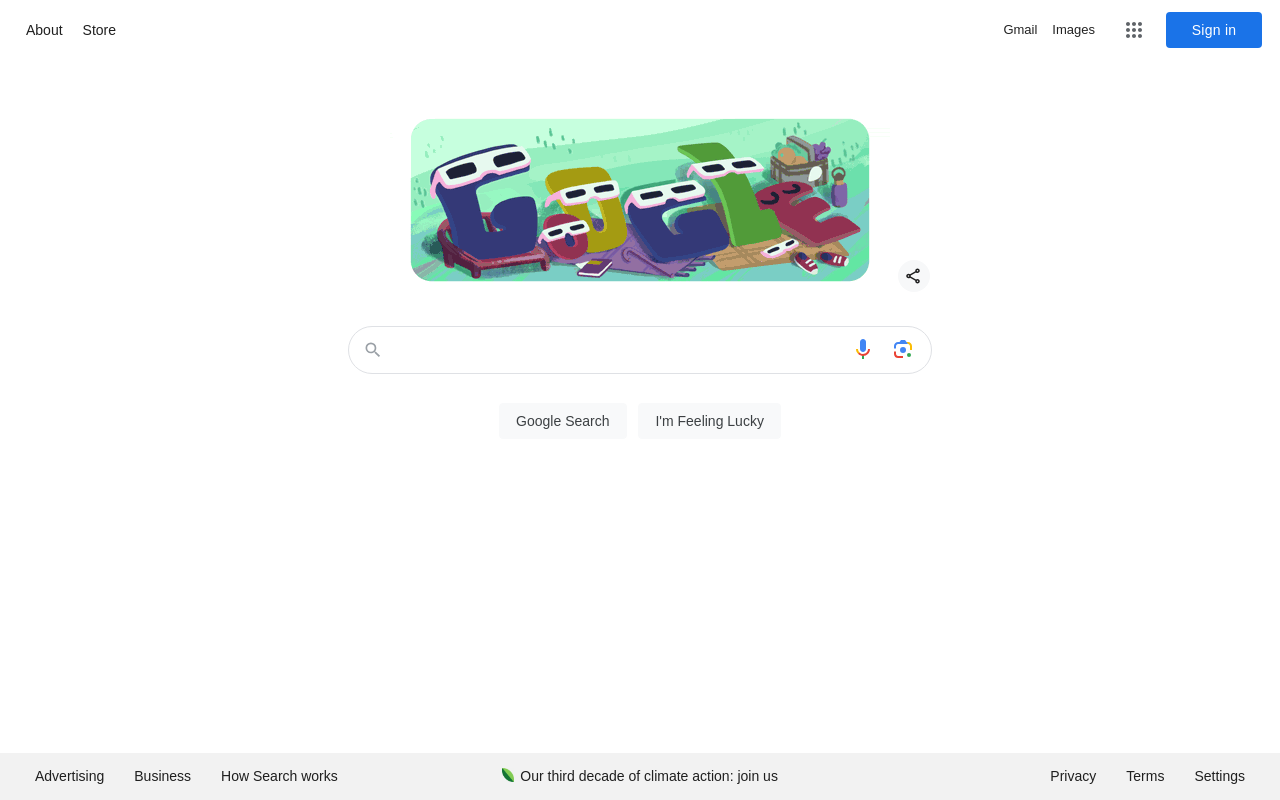 About Store
Gmail Images
Sign in
Google
Google Search
I'm Feeling Lucky
Advertising Business How Search works
Our third decade of climate action: join us
Privacy Terms Settings